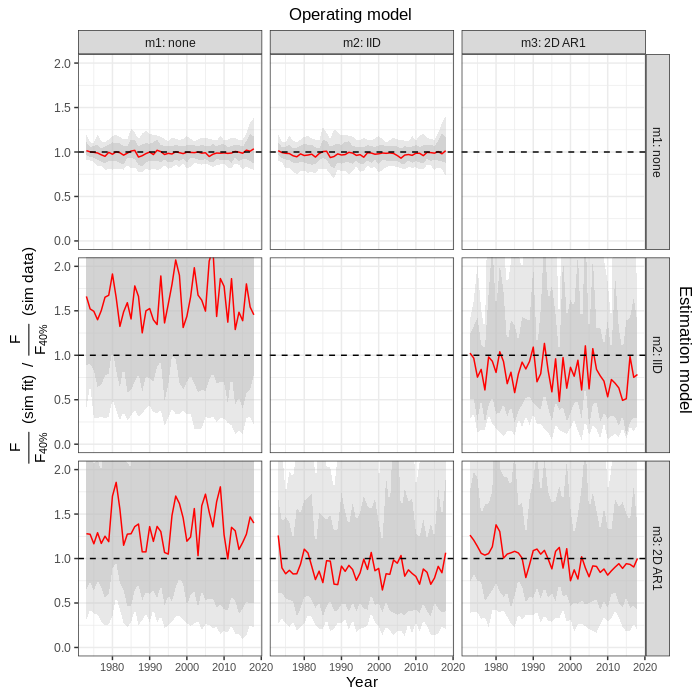 Operating model
m1: none m2: IID m3: 2D AR1
2.0
1.5
1.0
0.5
0.0
m1: none
2.0
1.5
1.0
0.5
0.0
m2: IID
2.0
1.5
1.0
0.5
0.0
m3: 2D AR1
F / F40% (sim fit) / F / F40% (sim data)
Estimation model
1980 1990 2000 2010 2020 1980 1990 2000 2010 2020 1980 1990 2000 2010 2020
Year